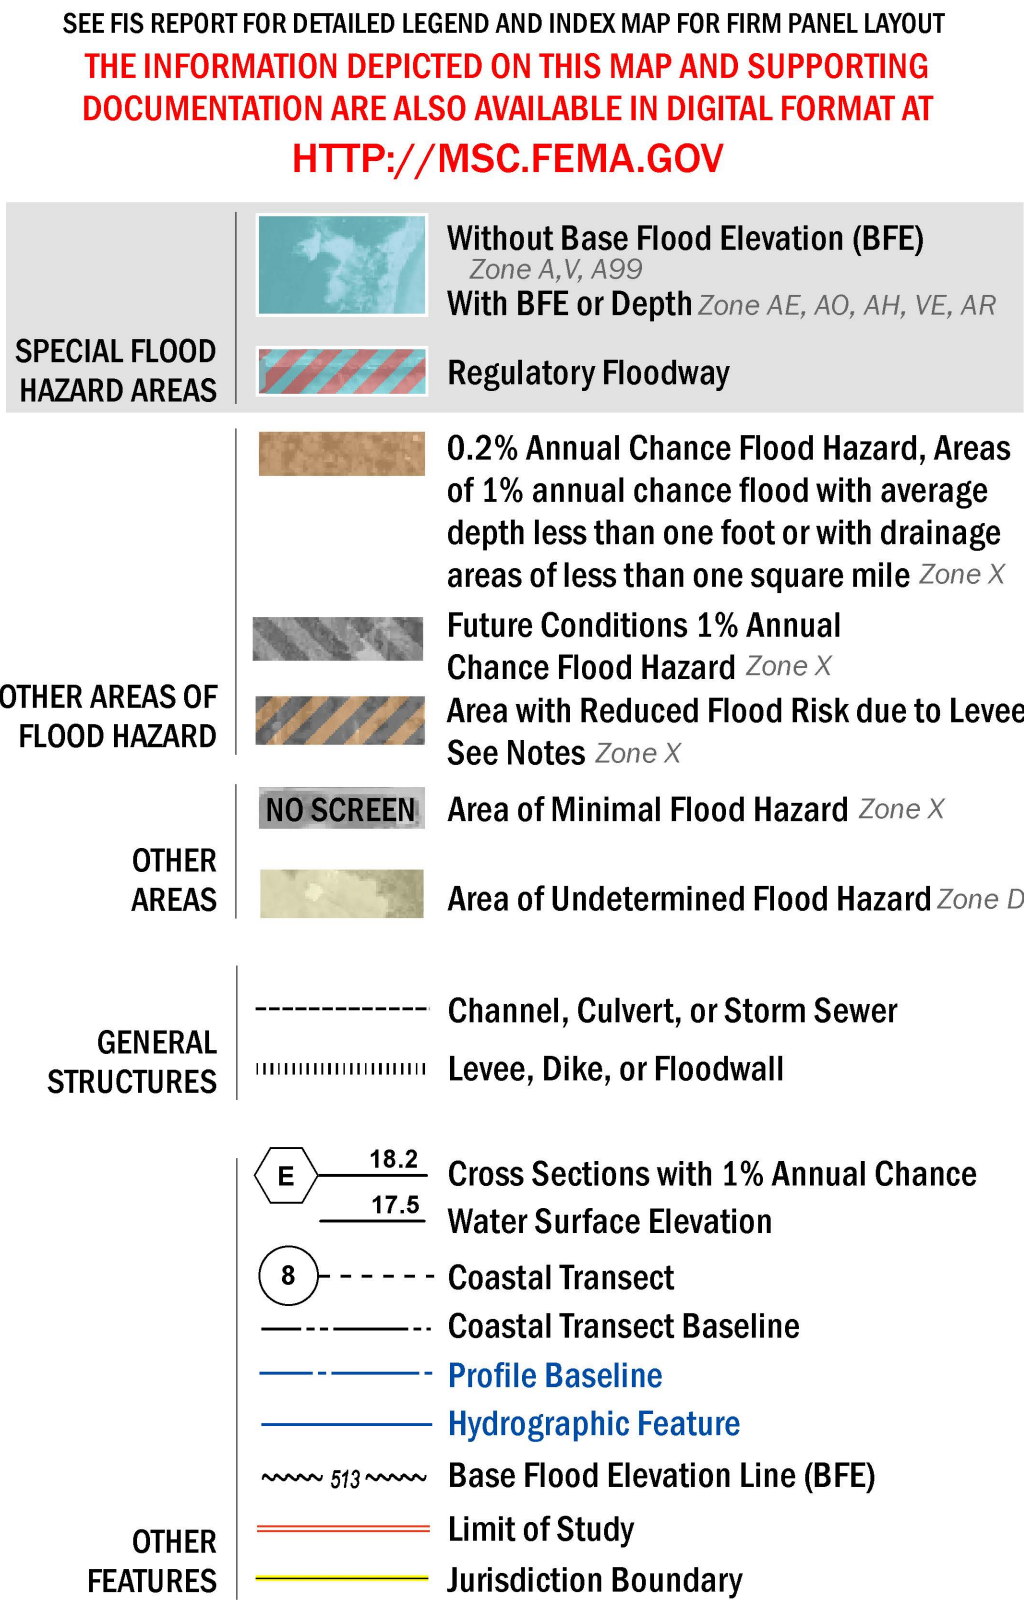 SEE FIS REPORT FOR DETAILED LEGEND AND INDEX MAP FOR FIRM PANEL LAYOUT
THE INFORMATION DEPICTED ON THIS MAP AND SUPPORTING
DOCUMENTATION ARE ALSO AVAILABLE IN DIGITAL FORMAT AT
HTTP://MSC.FEMA.GOV
SPECIAL FLOOD
HAZARD AREAS
Without Base Flood Elevation (BFE)
Zone A,V, A99
With BFE or Depth Zone AE, AO, AH, VE, AR
Regulatory Floodway
OTHER AREAS OF
FLOOD HAZARD
0.2% Annual Chance Flood Hazard, Areas
of 1% annual chance flood with average
depth less than one foot or with drainage
areas of less than one square mile Zone X
Future Conditions 1% Annual
Chance Flood Hazard Zone X
Area with Reduced Flood Risk due to Levee
See Notes Zone X
OTHER
AREAS
NO SCREEN Area of Minimal Flood Hazard Zone X
Area of Undetermined Flood Hazard Zone D
GENERAL
STRUCTURES
Channel, Culvert, or Storm Sewer
Levee, Dike, or Floodwall
OTHER
FEATURES
E 18.2 Cross Sections with 1% Annual Chance
17.5 Water Surface Elevation
8 Coastal Transect
Coastal Transect Baseline
Profile Baseline
Hydrographic Feature
513 Base Flood Elevation Line (BFE)
Limit of Study
Jurisdiction Boundary